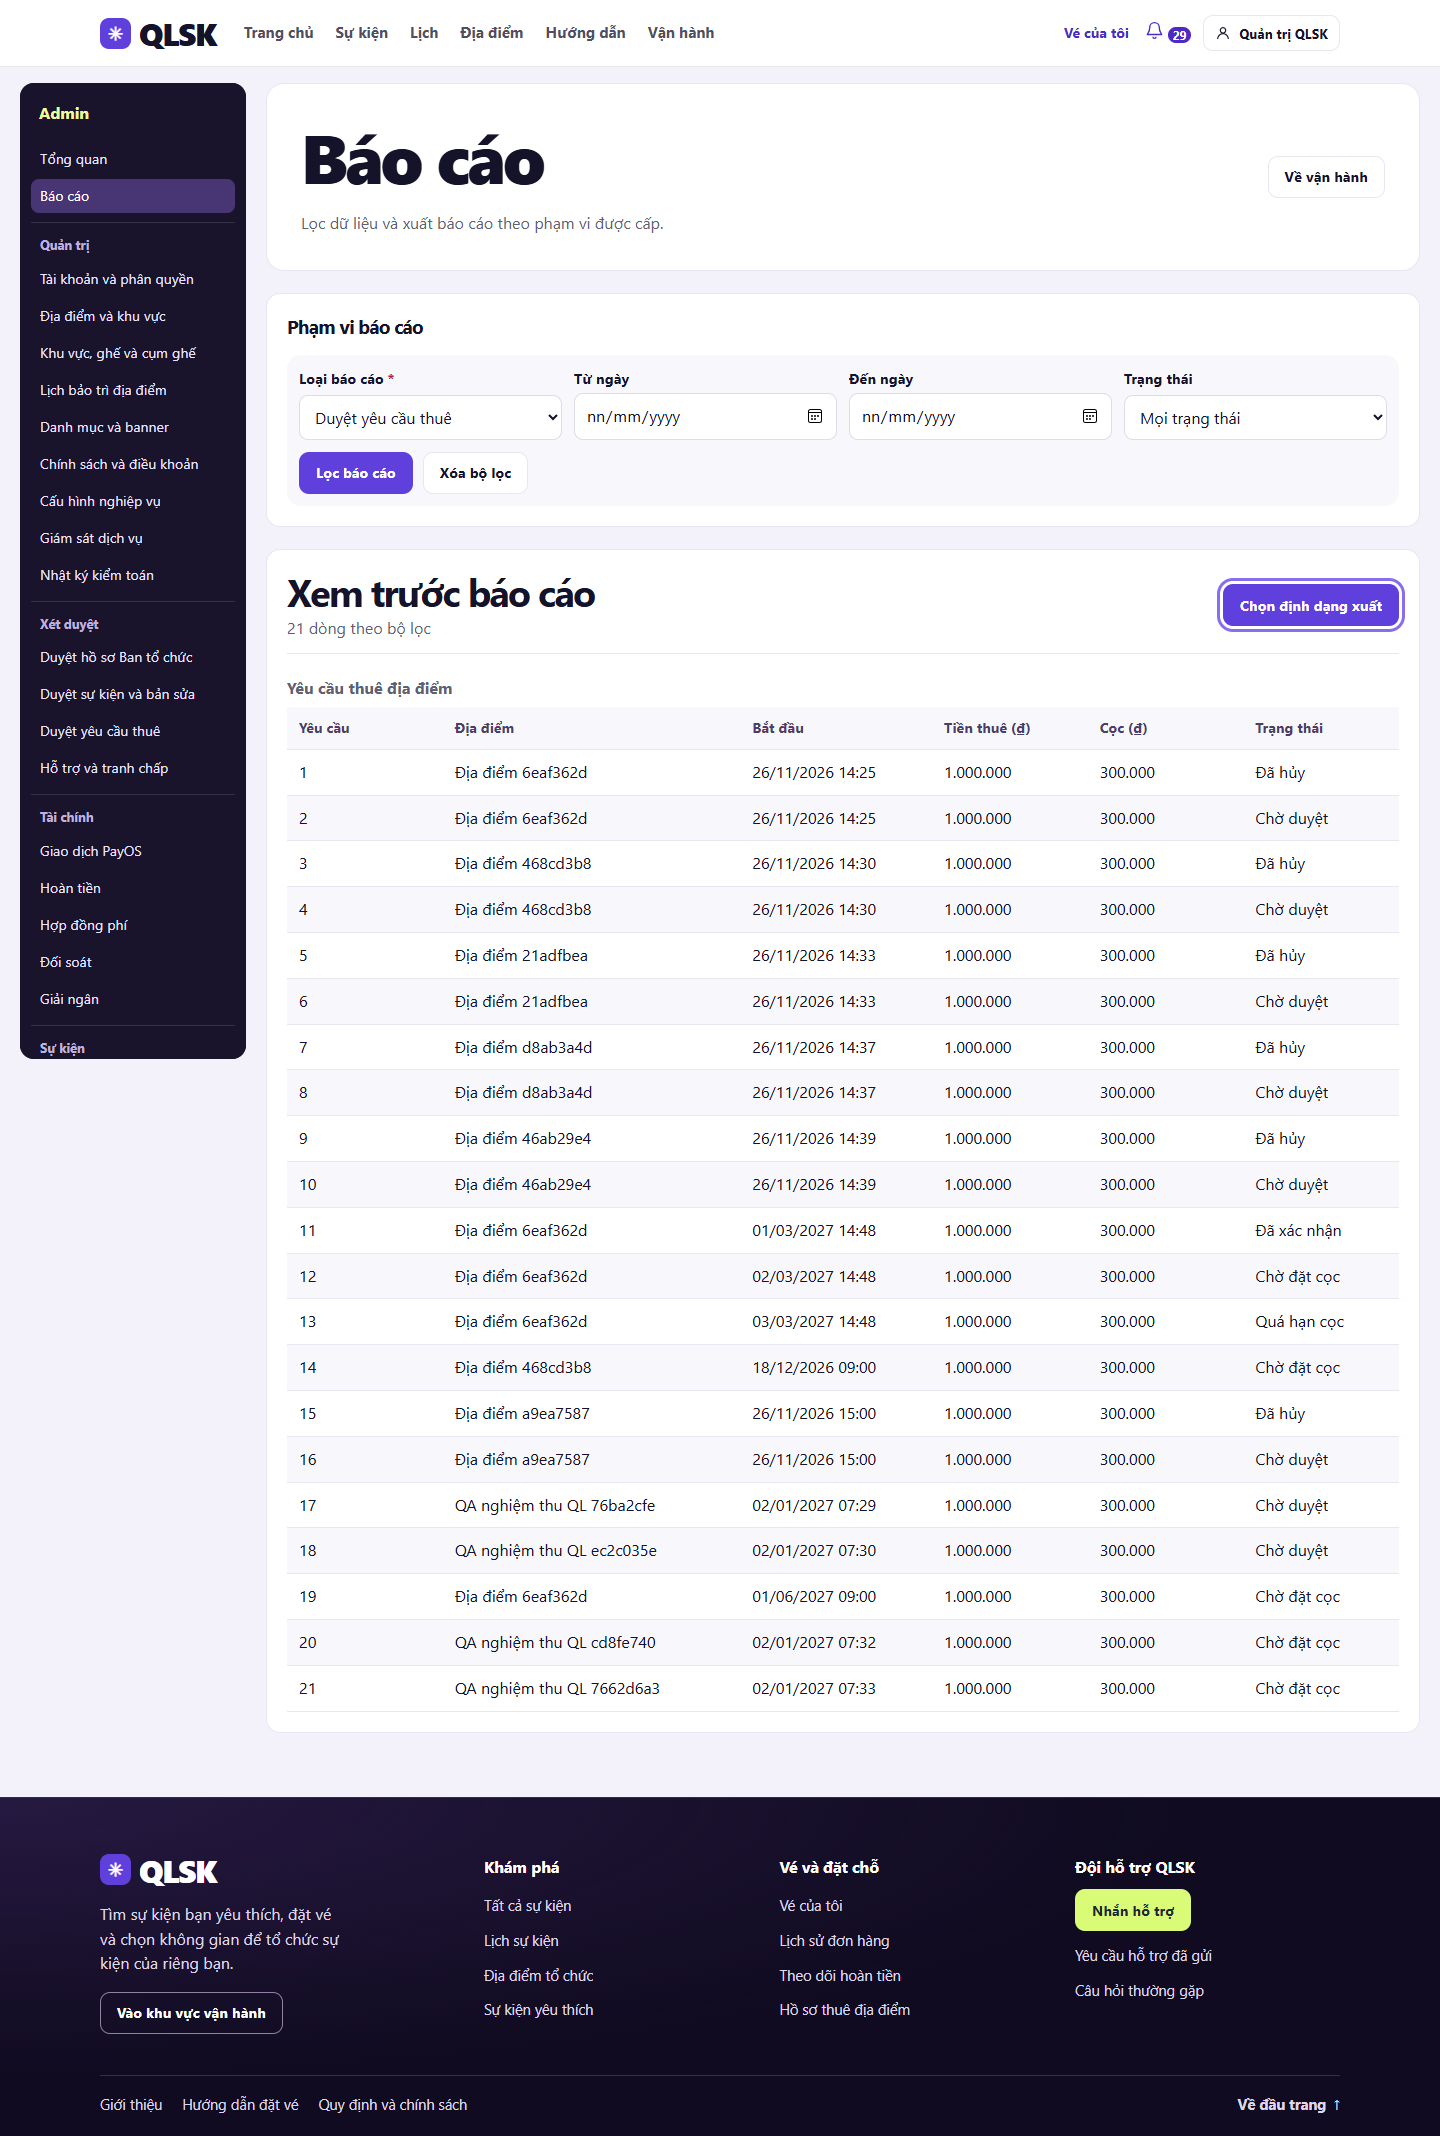 QLSK
Trang chủ Sự kiện Lịch Địa điểm Hướng dẫn Vận hành
Vé của tôi 29 Quản trị QLSK
Admin
Tổng quan
Báo cáo
Quản trị
Tài khoản và phân quyền
Địa điểm và khu vực
Khu vực, ghế và cụm ghế
Lịch bảo trì địa điểm
Danh mục và banner
Chính sách và điều khoản
Cấu hình nghiệp vụ
Giám sát dịch vụ
Nhật ký kiểm toán
Xét duyệt
Duyệt hồ sơ Ban tổ chức
Duyệt sự kiện và bản sửa
Duyệt yêu cầu thuê
Hỗ trợ và tranh chấp
Tài chính
Giao dịch PayOS
Hoàn tiền
Hợp đồng phí
Đối soát
Giải ngân
Sự kiện
Báo cáo
Lọc dữ liệu và xuất báo cáo theo phạm vi được cấp.
Về vận hành
Phạm vi báo cáo
Loại báo cáo * Từ ngày Đến ngày Trạng thái
Duyệt yêu cầu thuê nn/mm/yyyy nn/mm/yyyy Mọi trạng thái
Lọc báo cáo Xóa bộ lọc
Xem trước báo cáo
21 dòng theo bộ lọc
Chọn định dạng xuất
Yêu cầu thuê địa điểm
Yêu cầu Địa điểm Bắt đầu Tiền thuê (₫) Cọc (₫) Trạng thái
1 Địa điểm 6eaf362d 26/11/2026 14:25 1.000.000 300.000 Đã hủy
2 Địa điểm 6eaf362d 26/11/2026 14:25 1.000.000 300.000 Chờ duyệt
3 Địa điểm 468cd3b8 26/11/2026 14:30 1.000.000 300.000 Đã hủy
4 Địa điểm 468cd3b8 26/11/2026 14:30 1.000.000 300.000 Chờ duyệt
5 Địa điểm 21adfbea 26/11/2026 14:33 1.000.000 300.000 Đã hủy
6 Địa điểm 21adfbea 26/11/2026 14:33 1.000.000 300.000 Chờ duyệt
7 Địa điểm d8ab3a4d 26/11/2026 14:37 1.000.000 300.000 Đã hủy
8 Địa điểm d8ab3a4d 26/11/2026 14:37 1.000.000 300.000 Chờ duyệt
9 Địa điểm 46ab29e4 26/11/2026 14:39 1.000.000 300.000 Đã hủy
10 Địa điểm 46ab29e4 26/11/2026 14:39 1.000.000 300.000 Chờ duyệt
11 Địa điểm 6eaf362d 01/03/2027 14:48 1.000.000 300.000 Đã xác nhận
12 Địa điểm 6eaf362d 02/03/2027 14:48 1.000.000 300.000 Chờ đặt cọc
13 Địa điểm 6eaf362d 03/03/2027 14:48 1.000.000 300.000 Quá hạn cọc
14 Địa điểm 468cd3b8 18/12/2026 09:00 1.000.000 300.000 Chờ đặt cọc
15 Địa điểm a9ea7587 26/11/2026 15:00 1.000.000 300.000 Đã hủy
16 Địa điểm a9ea7587 26/11/2026 15:00 1.000.000 300.000 Chờ duyệt
17 QA nghiệm thu QL 76ba2cfe 02/01/2027 07:29 1.000.000 300.000 Chờ duyệt
18 QA nghiệm thu QL ec2c035e 02/01/2027 07:30 1.000.000 300.000 Chờ duyệt
19 Địa điểm 6eaf362d 01/06/2027 09:00 1.000.000 300.000 Chờ đặt cọc
20 QA nghiệm thu QL cd8fe740 02/01/2027 07:32 1.000.000 300.000 Chờ đặt cọc
21 QA nghiệm thu QL 7662d6a3 02/01/2027 07:33 1.000.000 300.000 Chờ đặt cọc
QLSK
Tìm sự kiện bạn yêu thích, đặt vé
và chọn không gian để tổ chức sự
kiện của riêng bạn.
Vào khu vực vận hành
Khám phá
Tất cả sự kiện
Lịch sự kiện
Địa điểm tổ chức
Sự kiện yêu thích
Vé và đặt chỗ
Vé của tôi
Lịch sử đơn hàng
Theo dõi hoàn tiền
Hồ sơ thuê địa điểm
Đội hỗ trợ QLSK
Nhắn hỗ trợ
Yêu cầu hỗ trợ đã gửi
Câu hỏi thường gặp
Giới thiệu Hướng dẫn đặt vé Quy định và chính sách
Về đầu trang ↑